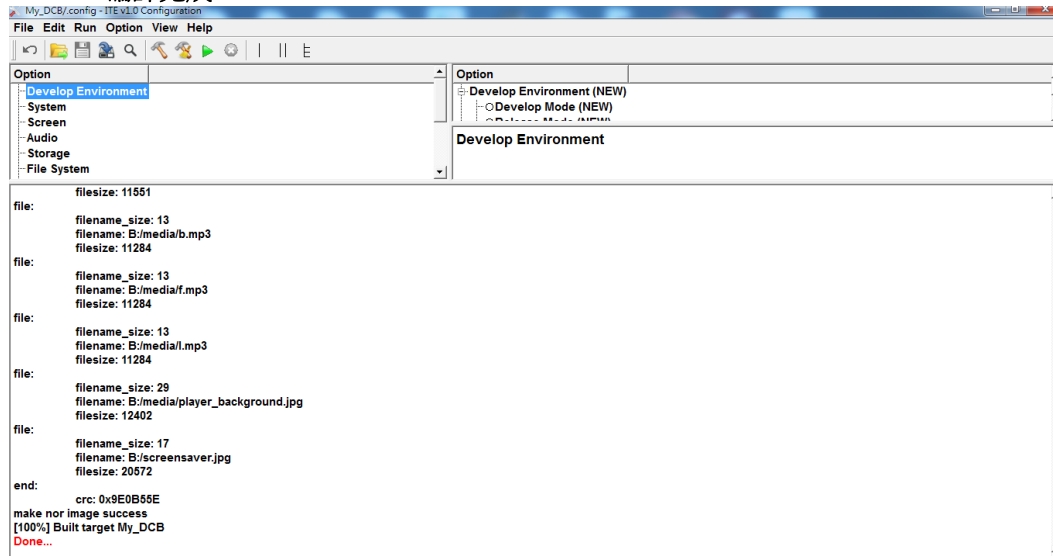 My_DCB/.config - ITE v1.0 Configuration
File Edit Run Option View Help
Option
Develop Environment
System
Screen
Audio
Storage
File System
Option
Develop Environment (NEW)
Develop Mode (NEW)
Release Mode (NEW)
Develop Environment
filesize: 11551
file:
filename_size: 13
filename: B:/media/b.mp3
filesize: 11284
file:
filename_size: 13
filename: B:/media/f.mp3
filesize: 11284
file:
filename_size: 13
filename: B:/media/l.mp3
filesize: 11284
file:
filename_size: 29
filename: B:/media/player_background.jpg
filesize: 12402
file:
filename_size: 17
filename: B:/screensaver.jpg
filesize: 20572
end:
crc: 0x9E0B55E
make nor image success
[100%] Built target My_DCB
Done...